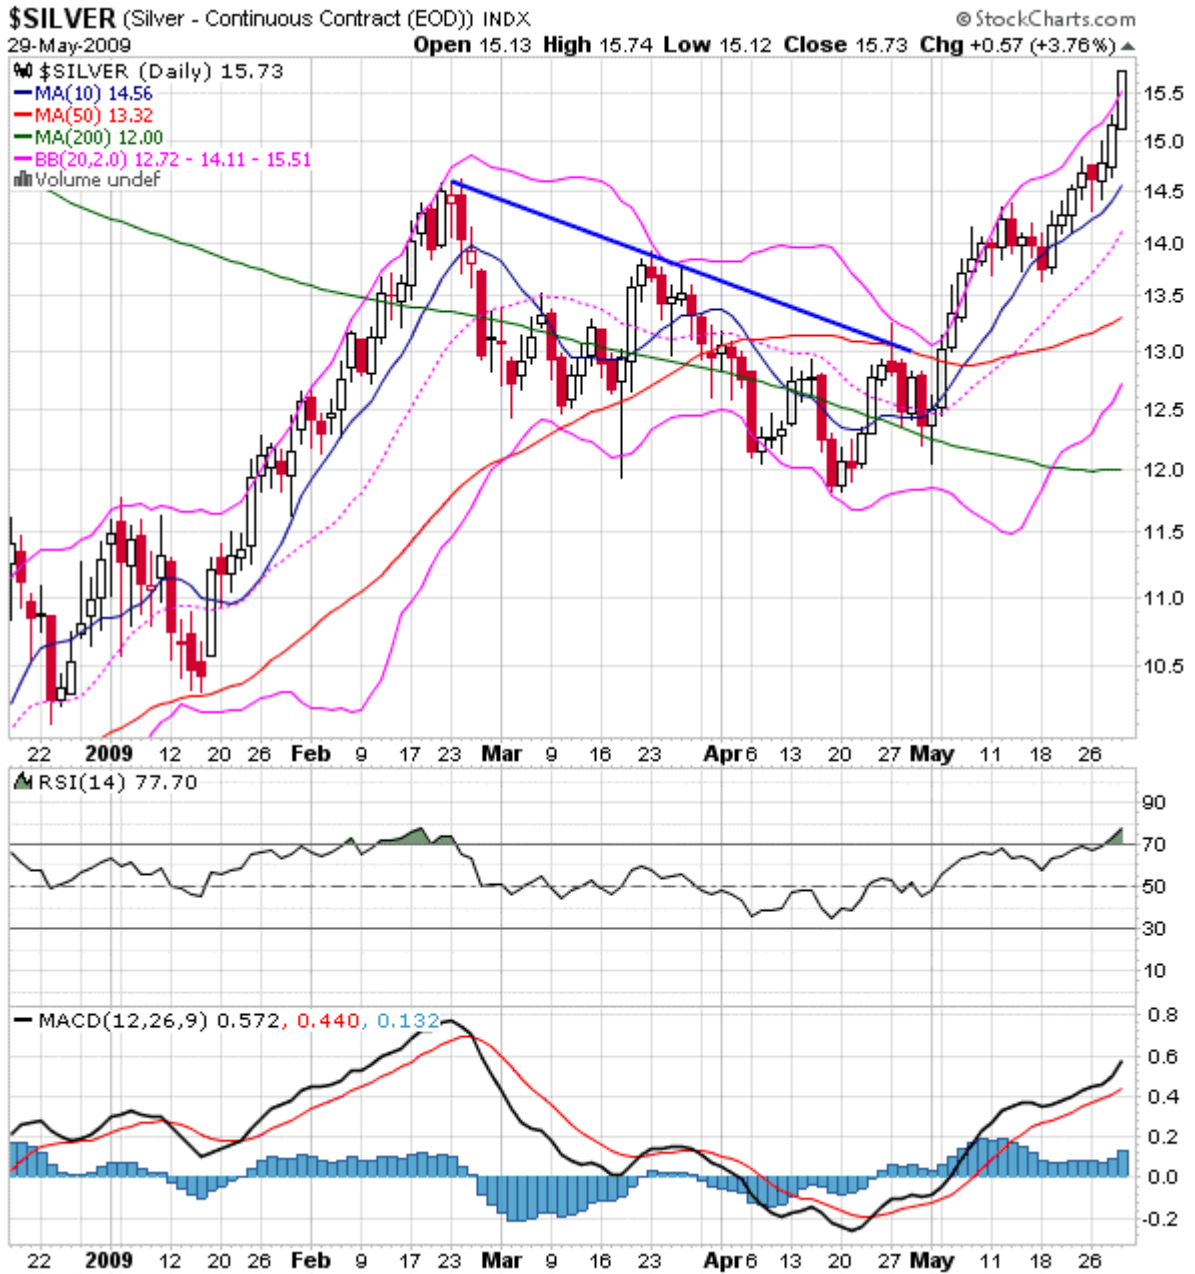 $SILVER (Silver - Continuous Contract (EOD)) INDX © StockCharts.com
29-May-2009 Open 15.13 High 15.74 Low 15.12 Close 15.73 Chg +0.57 (+3.76%)
$SILVER (Daily) 15.73
MA(10) 14.56
MA(50) 13.32
MA(200) 12.00
BB(20,2.0) 12.72 - 14.11 - 15.51
Volume undef
15.5
15.0
14.5
14.0
13.5
13.0
12.5
12.0
11.5
11.0
10.5
22 2009 12 20 26 Feb 9 17 23 Mar 9 16 23 Apr 6 13 20 27 May 11 18 26
RSI(14) 77.70
90
70
50
30
10
MACD(12,26,9) 0.572, 0.440, 0.132
0.8
0.6
0.4
0.2
0.0
-0.2
22 2009 12 20 26 Feb 9 17 23 Mar 9 16 23 Apr 6 13 20 27 May 11 18 26